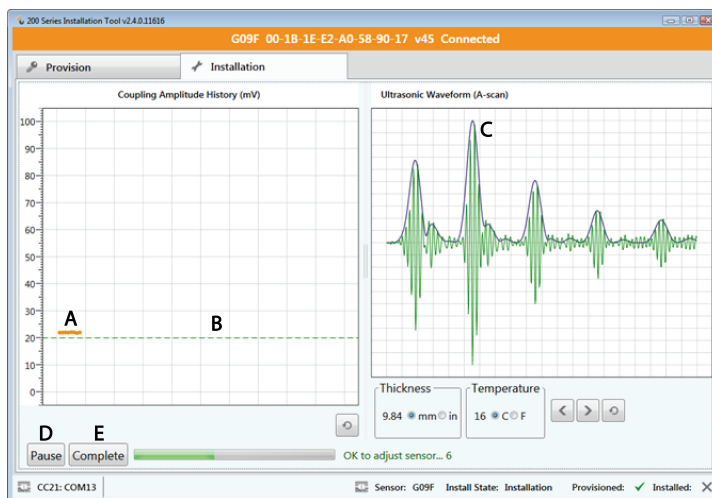 200 Series Installation Tool v2.4.0.11616
G09F 00-1B-1E-E2-A0-58-90-17 v45 Connected
Provision
Installation
Coupling Amplitude History (mV)
100
90
80
70
60
50
40
30
20
10
0
A
B
Ultrasonic Waveform (A-scan)
C
Thickness
9.84 mm in
Temperature
16 C F
D
E
Pause
Complete
OK to adjust sensor... 6
CC21: COM13
Sensor: G09F Install State: Installation Provisioned: ✓ Installed: X